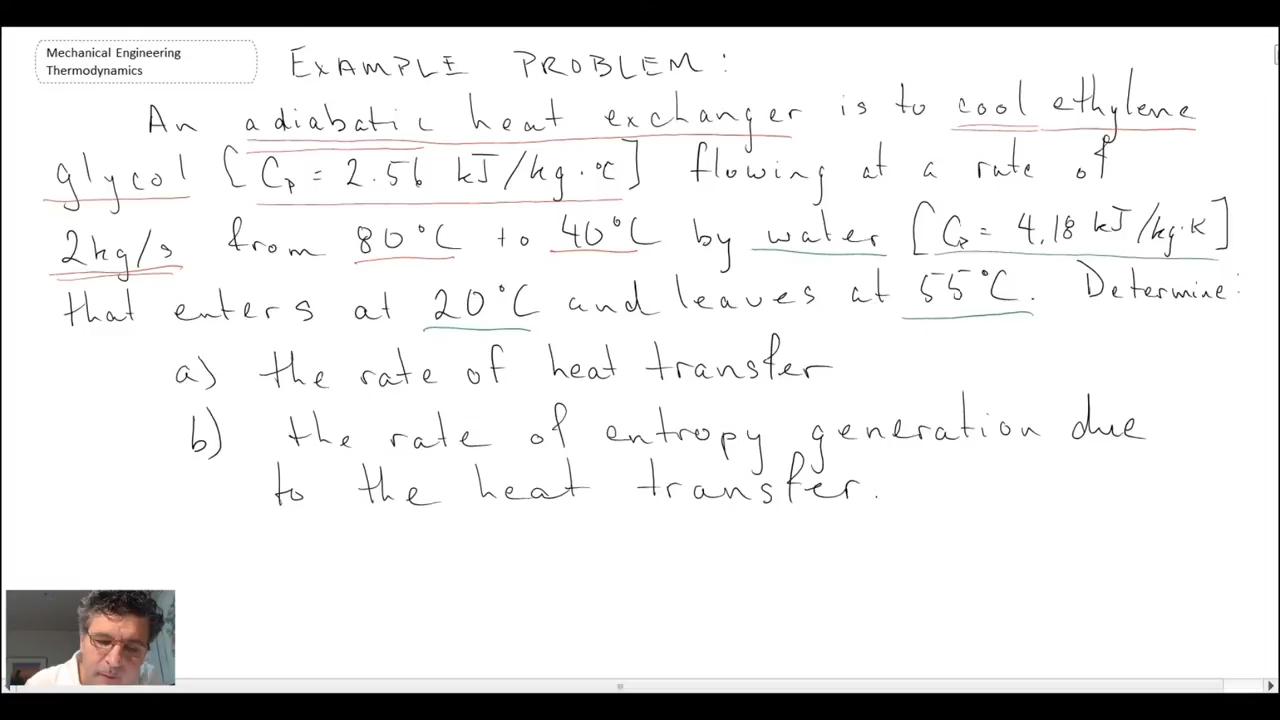 Mechanical Engineering
Thermodynamics
EXAMPLE PROBLEM:
An adiabatic heat exchanger is to cool ethylene
glycol [Cp = 2.56 kJ/kg·°C] flowing at a rate of
2kg/s from 80°C to 40°C by water [Cp = 4.18 kJ/kg·K]
that enters at 20°C and leaves at 55°C. Determine:
a) the rate of heat transfer
b) the rate of entropy generation due
to the heat transfer.